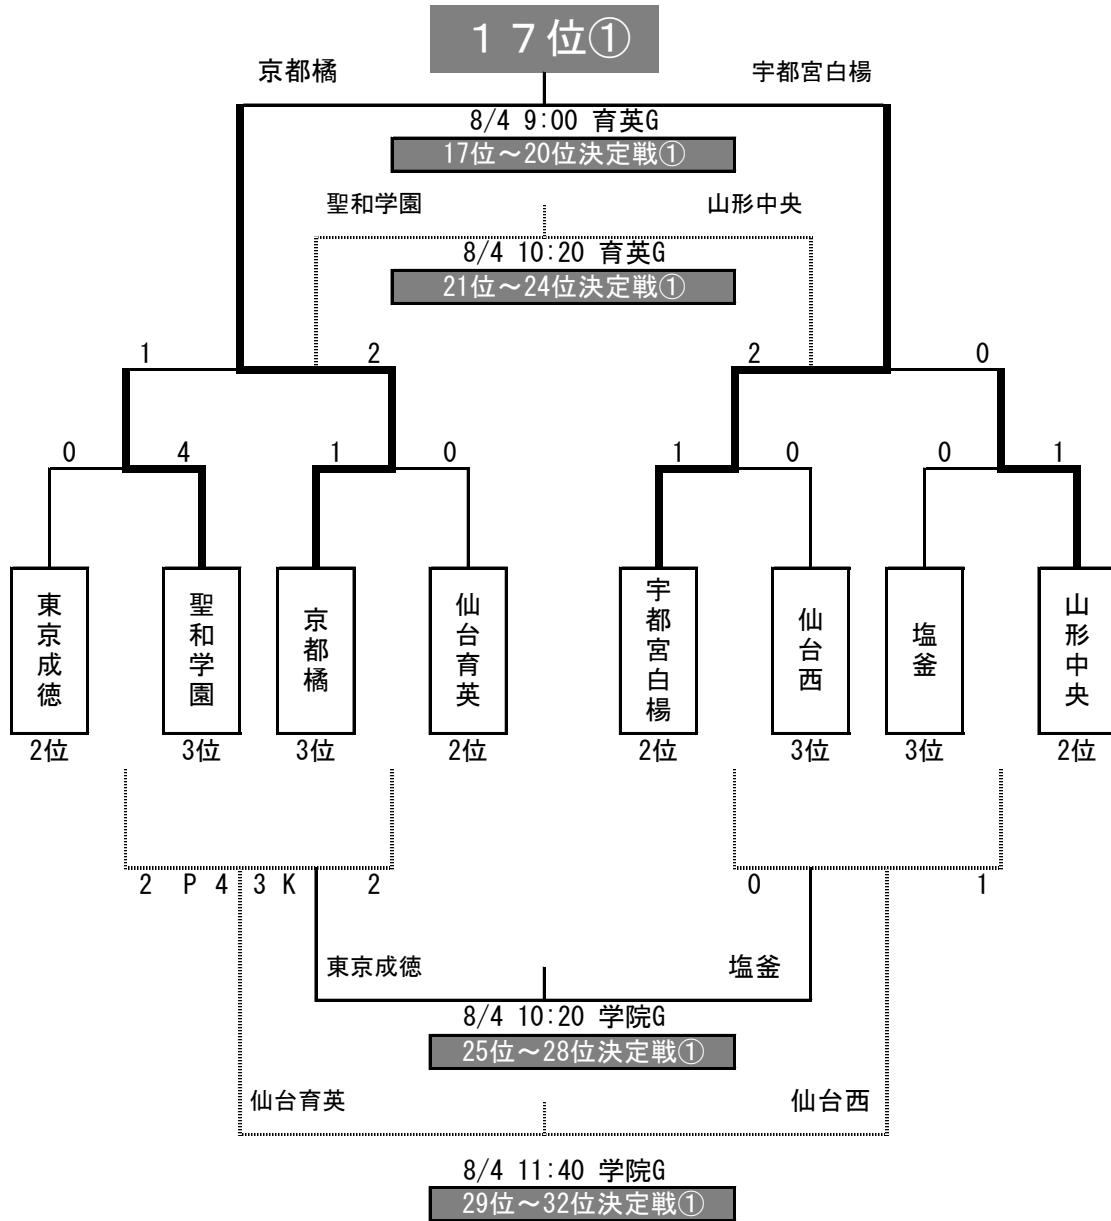 １７位①
京都橘 宇都宮白楊
8/4 9:00 育英G
17位～20位決定戦①
聖和学園 山形中央
8/4 10:20 育英G
21位～24位決定戦①
1 2 2 0
0 4 1 0 1 0 0 1
東京成徳 聖和学園 京都橘 仙台育英 宇都宮白楊 仙台西 塩釜 山形中央
2位 3位 3位 2位 2位 3位 3位 2位
2 P 4 3 K 2 0 1
東京成徳 塩釜
8/4 10:20 学院G
25位～28位決定戦①
仙台育英 仙台西
8/4 11:40 学院G
29位～32位決定戦①